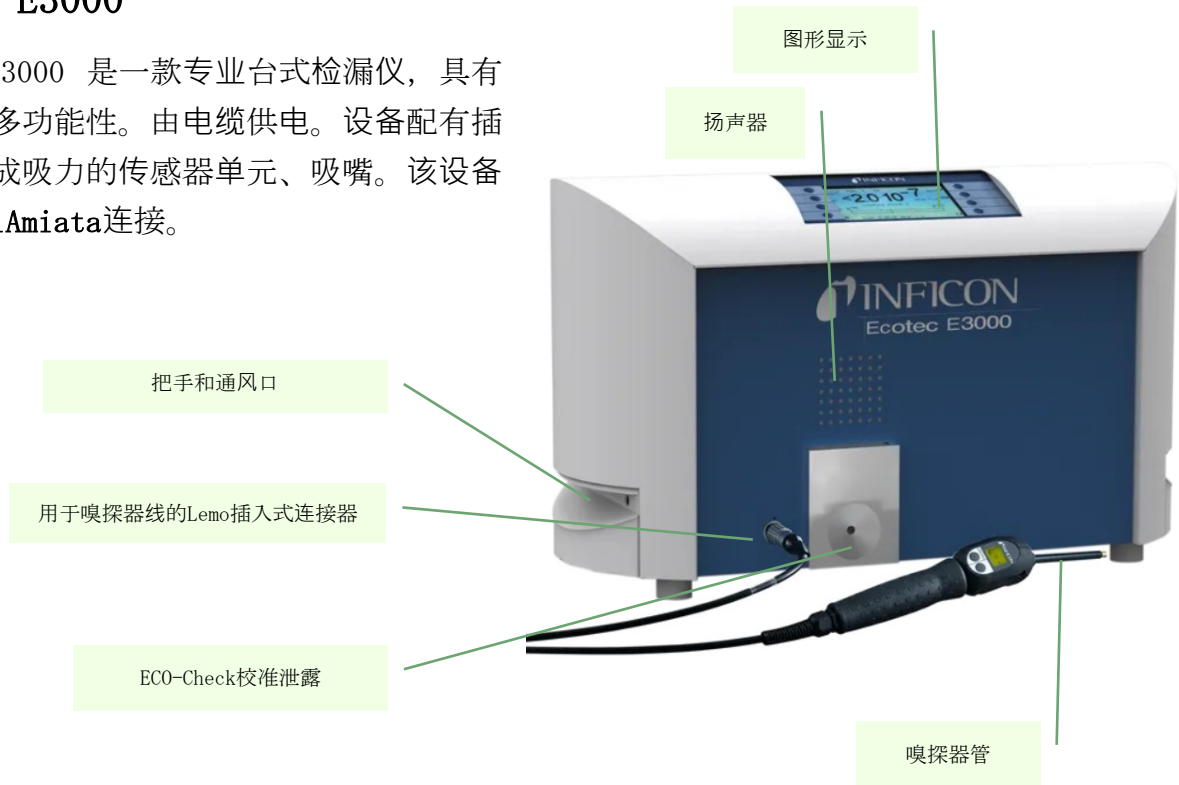 E3000
3000 是一款专业台式检漏仪，具有
多功能性。由电缆供电。设备配有插
成吸力的传感器单元、吸嘴。该设备
Amiata连接。
图形显示
扬声器
INFICON
<2.0 10-7
INFICON
Ecotec E3000
把手和通风口
用于嗅探器线的Lemo插入式连接器
ECO-Check校准泄露
嗅探器管